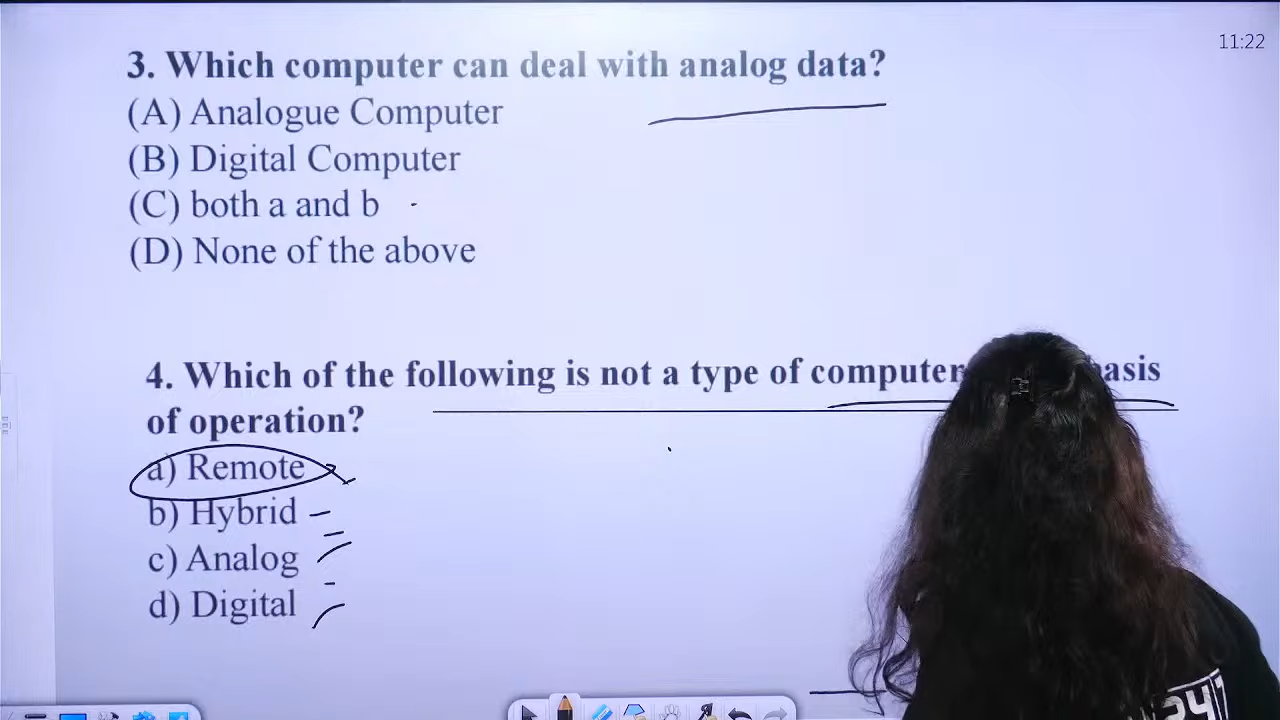 11:22
3. Which computer can deal with analog data?
(A) Analogue Computer
(B) Digital Computer
(C) both a and b
(D) None of the above
4. Which of the following is not a type of computer
of operation?
a) Remote
b) Hybrid
c) Analog
d) Digital